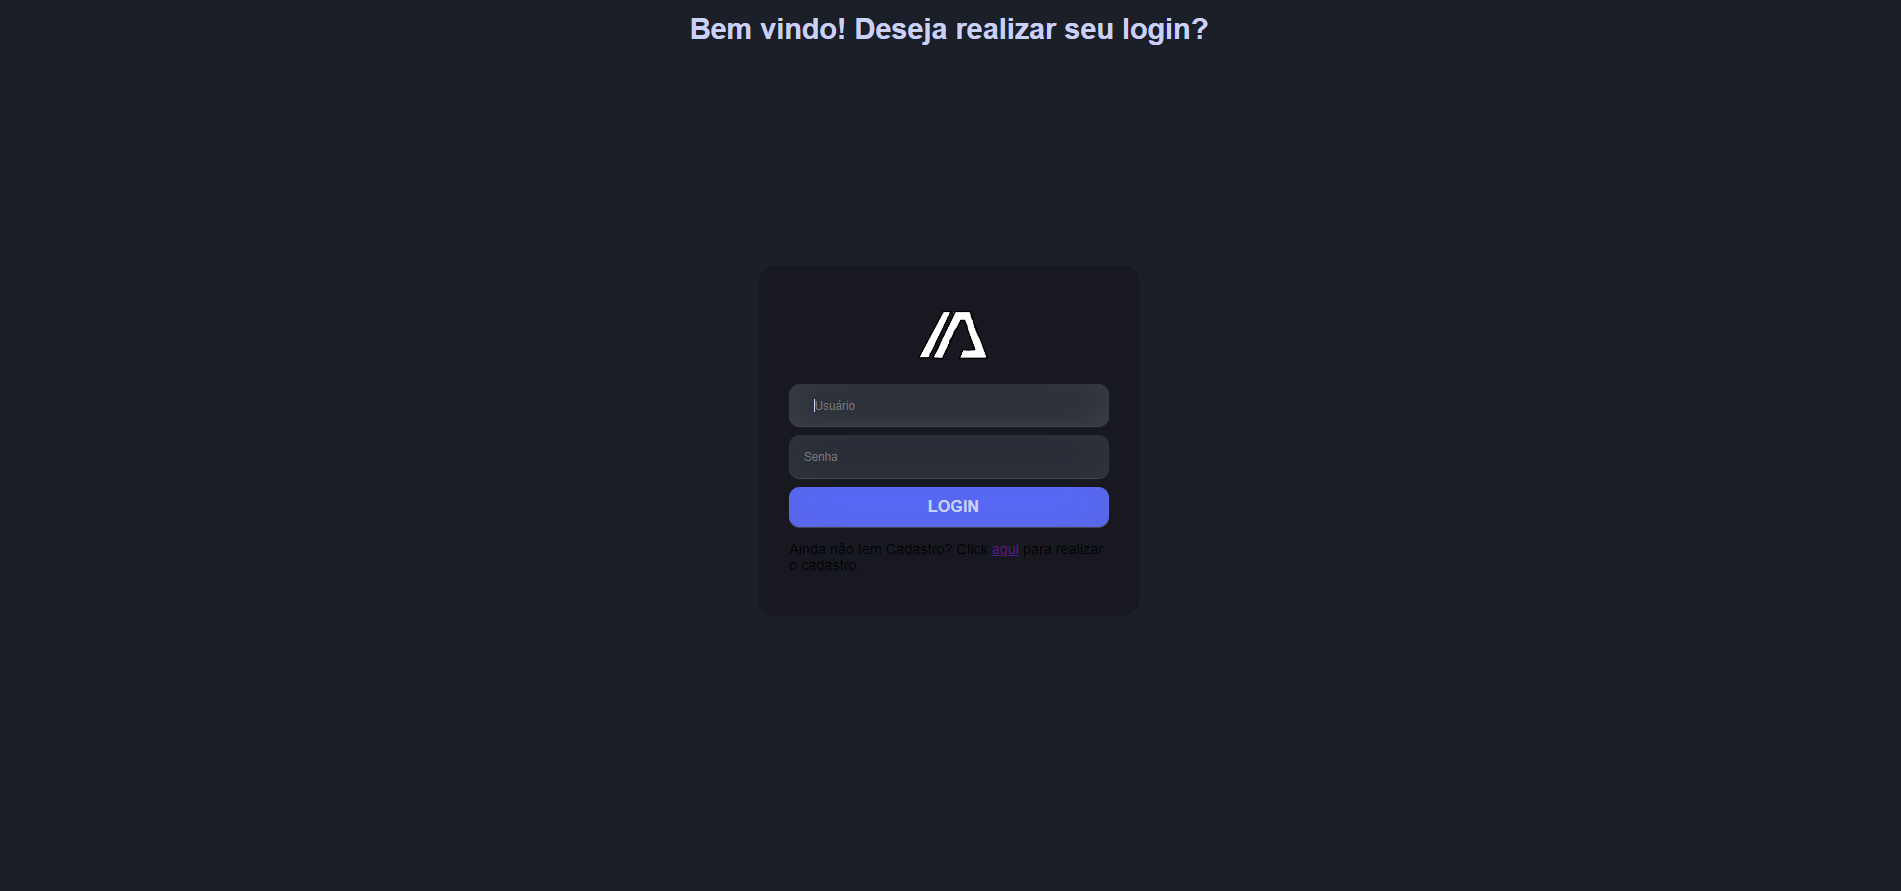 Bem vindo! Deseja realizar seu login?
Usuário
Senha
LOGIN
Ainda não tem Cadastro? Click aqui para realizar
o cadastro.